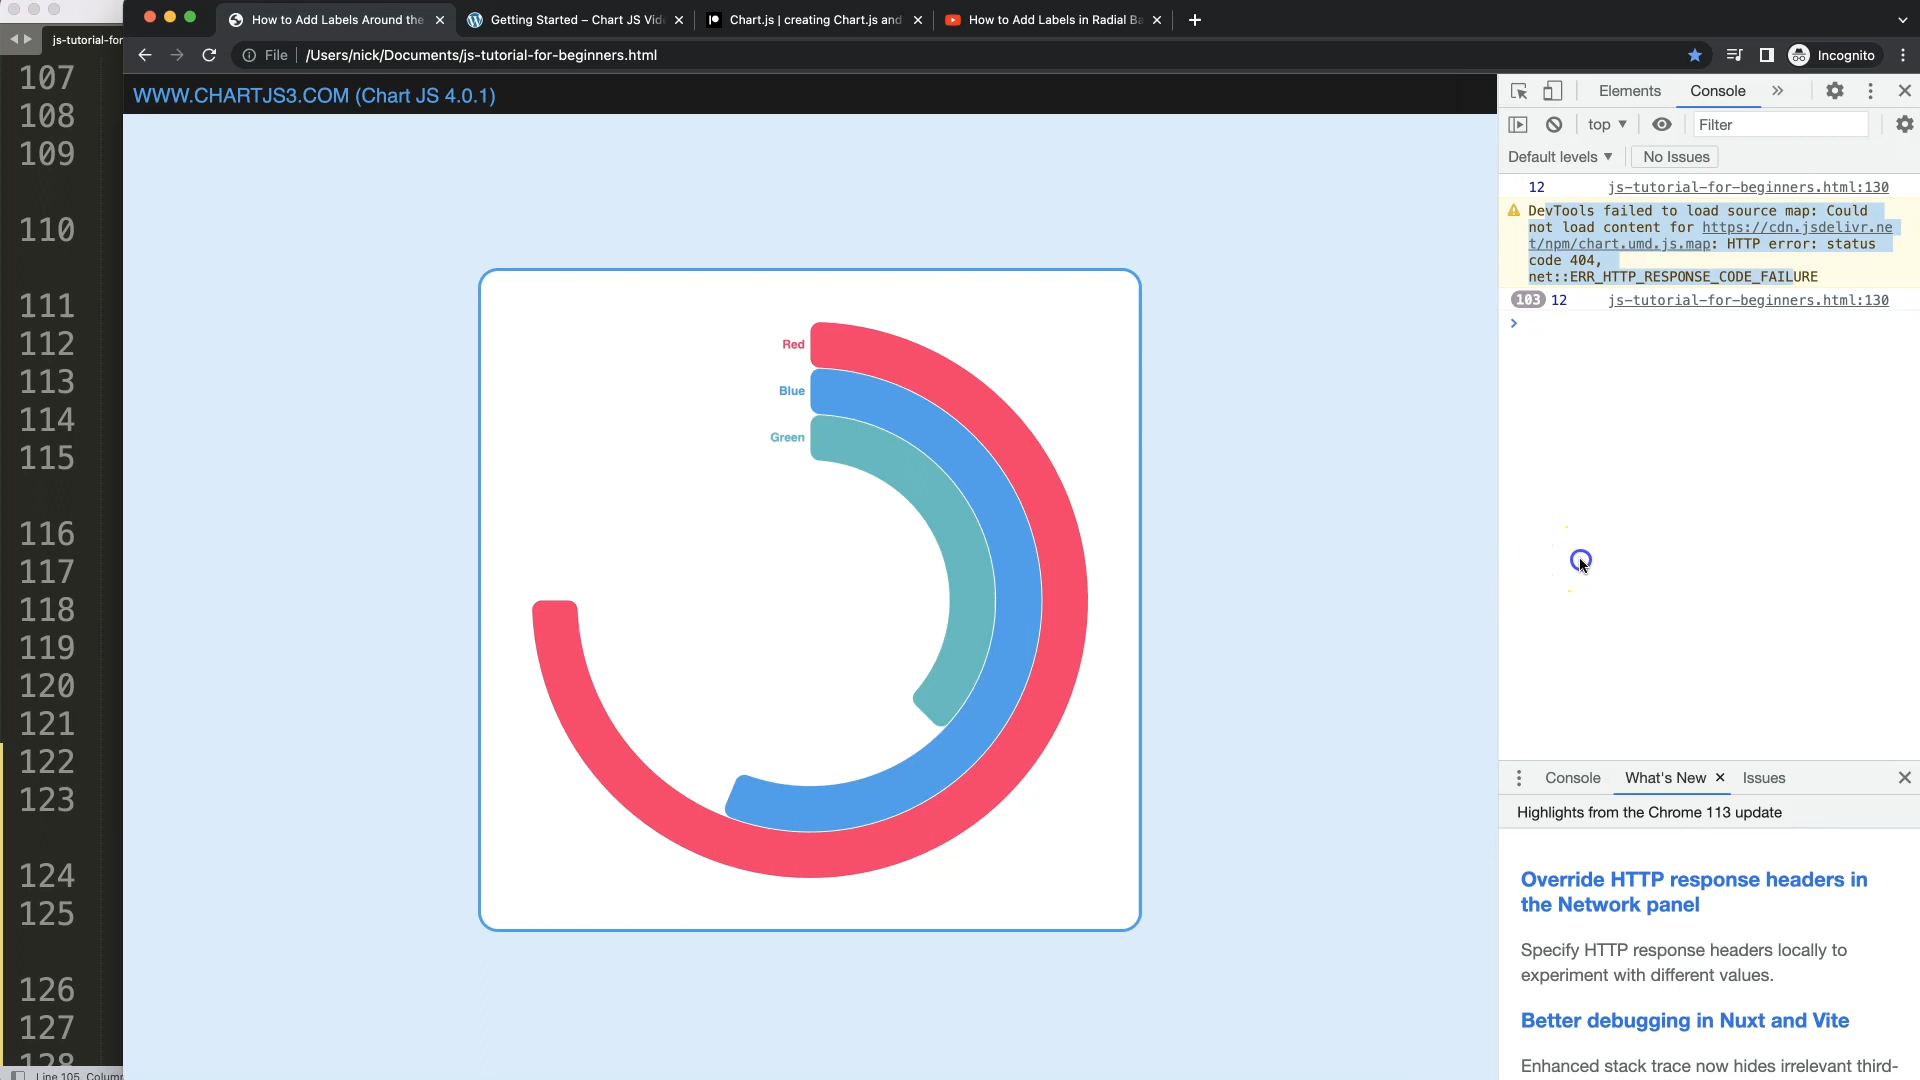 js-tutorial-for
107
108
109
110
111
112
113
114
115
116
117
118
119
120
121
122
123
124
125
126
127
128
Line 105, Column
How to Add Labels Around the
Getting Started – Chart JS Vid
Chart.js | creating Chart.js and
How to Add Labels in Radial Ba
File
/Users/nick/Documents/js-tutorial-for-beginners.html
Incognito
WWW.CHARTJS3.COM (Chart JS 4.0.1)
Red
Blue
Green
Elements
Console
top
Filter
Default levels
No Issues
12 js-tutorial-for-beginners.html:130
DevTools failed to load source map: Could
not load content for https://cdn.jsdelivr.ne
t/npm/chart.umd.js.map: HTTP error: status
code 404,
net::ERR_HTTP_RESPONSE_CODE_FAILURE
103 12 js-tutorial-for-beginners.html:130
Console
What's New
Issues
Highlights from the Chrome 113 update
Override HTTP response headers in
the Network panel
Specify HTTP response headers locally to
experiment with different values.
Better debugging in Nuxt and Vite
Enhanced stack trace now hides irrelevant third-